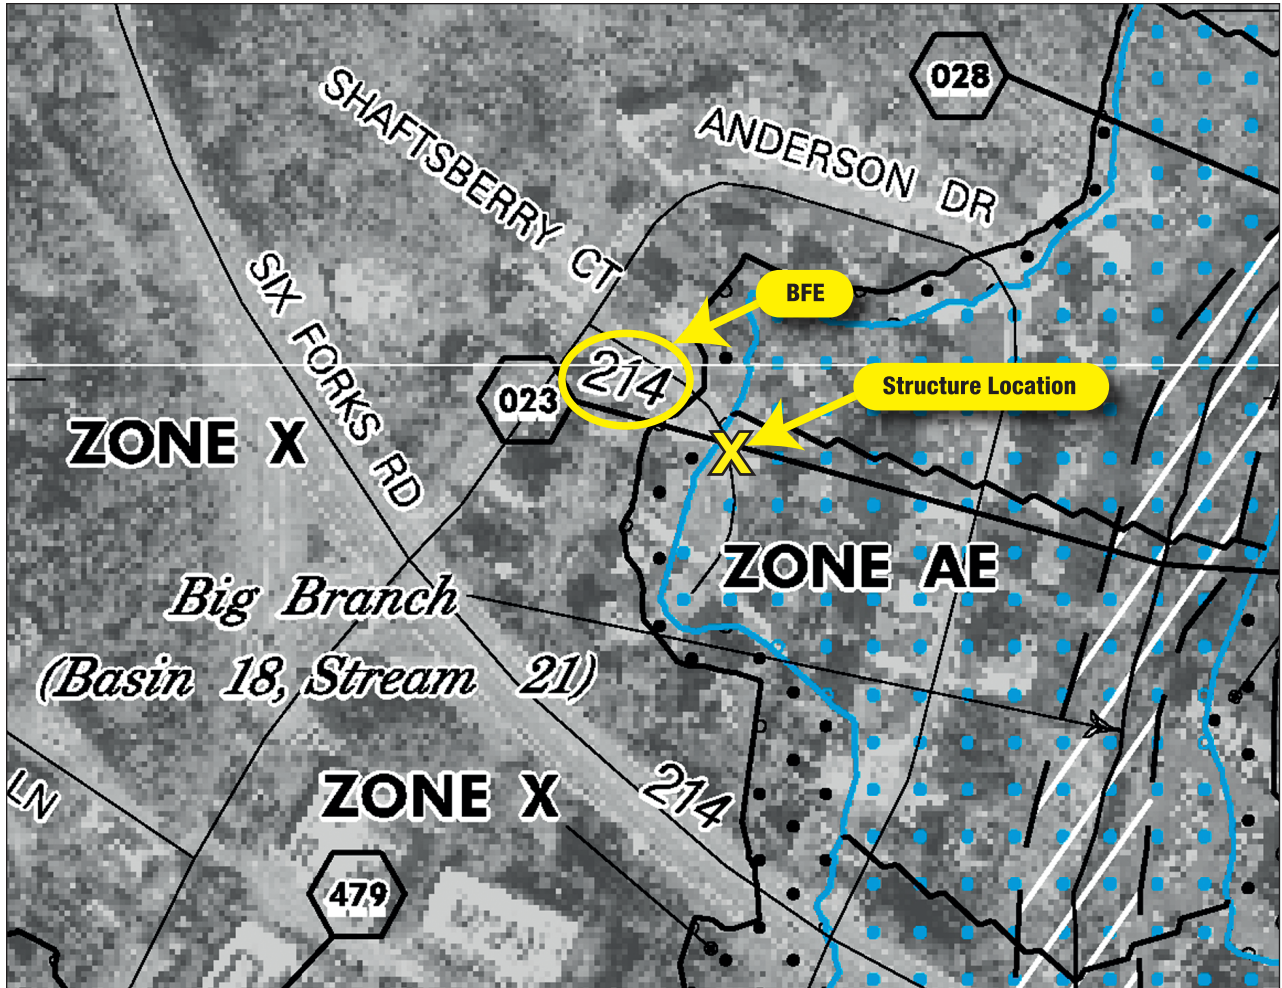 028
SHAFTSBERRY CT
ANDERSON DR
SIX FORKS RD
BFE
214
Structure Location
023
ZONE X
X
ZONE AE
Big Branch
(Basin 18, Stream 21)
LN
ZONE X
214
479